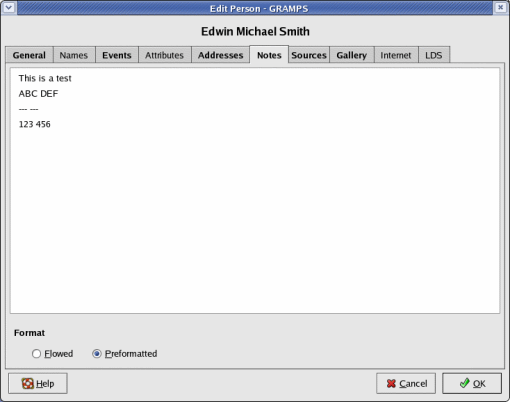 Edit Person - GRAMPS
Edwin Michael Smith
General Names Events Attributes Addresses Notes Sources Gallery Internet LDS
This is a test
ABC DEF
--- ---
123 456
Format
Flowed Preformatted
Help Cancel OK